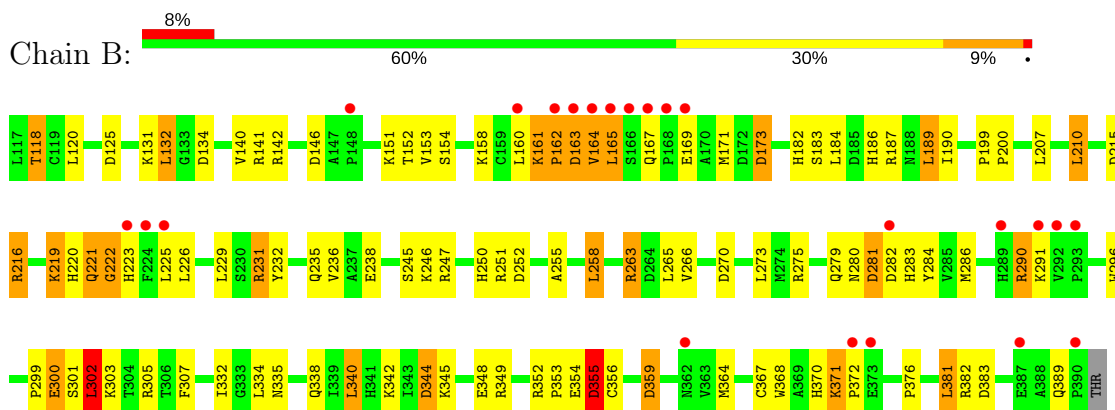 8%
Chain B:
60% 30% 9% •
L117 T118 C119 L120 D125 K131 L132 G133 D134 V140 R141 R142 D146 A147 P148 K151 T152 V153 S154 K158 C159 L160 K161 P162 D163 V164 L165 S166 Q167 P168 E169 A170 M171 D172 D173 H182 S183 L184 D185 H186 R187 N188 L189 I190 P199 P200 L207 L210
R216 K219 H220 Q221 G222 H223 F224 L225 L226 L229 S230 R231 Y232 Q235 V236 A237 E238 S245 K246 R247 H250 R251 D252 A255 L258 R263 D264 L265 V266 D270 L273 M274 R275 Q279 N280 D281 D282 H283 Y284 V285 M286 H289 R290 K291 V292 P293
P299 E300 S301 L302 K303 T304 R305 T306 F307 I332 G333 L334 N335 Q338 I339 L340 H341 K342 I343 D344 K345 E348 R349 R352 P353 E354 D355 C356 D359 N362 V363 M364 C367 W368 A369 H370 K371 P372 E373 P376 L381 R382 D383 E387 A388 Q389 P390 THR